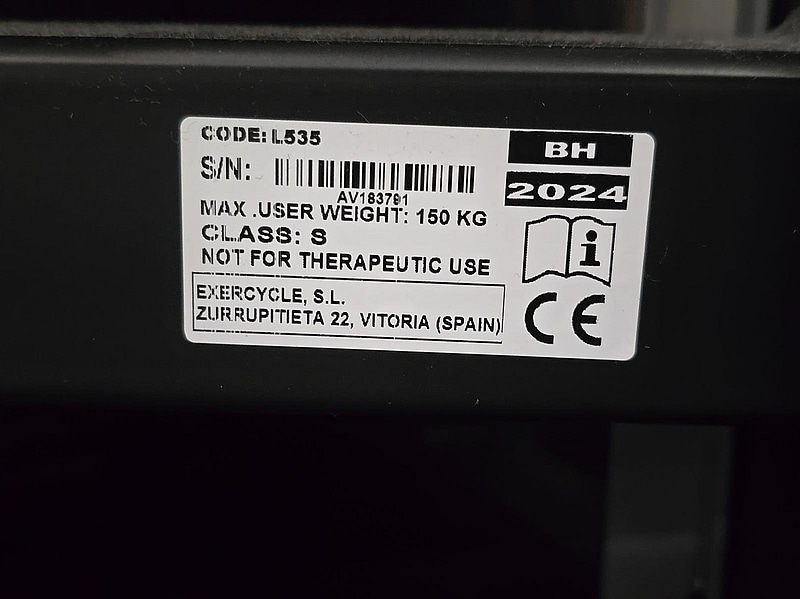 CODE: L535
S/N:
AV183791
MAX .USER WEIGHT: 150 KG
CLASS: S
NOT FOR THERAPEUTIC USE
EXERCYCLE, S.L.
ZURRUPITIETA 22, VITORIA (SPAIN)
BH
2024
i
CE